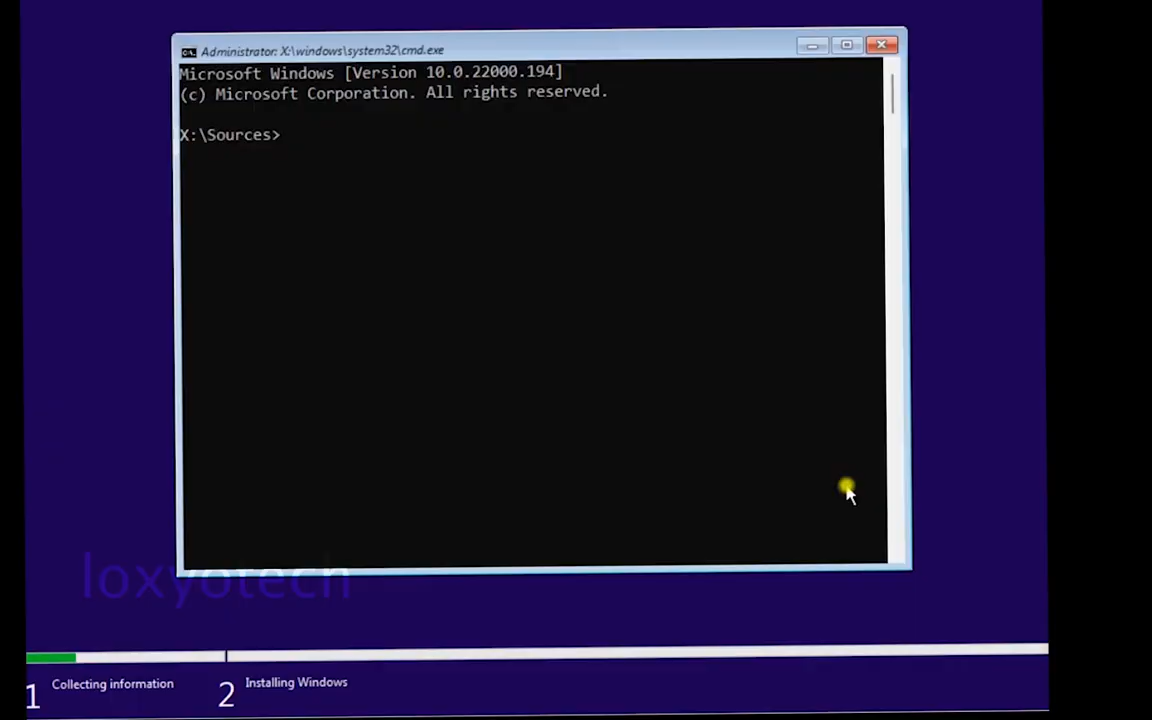 Administrator: X:\windows\system32\cmd.exe
Microsoft Windows [Version 10.0.22000.194]
(c) Microsoft Corporation. All rights reserved.
X:\Sources>
loxyotech
1 Collecting information
2 Installing Windows